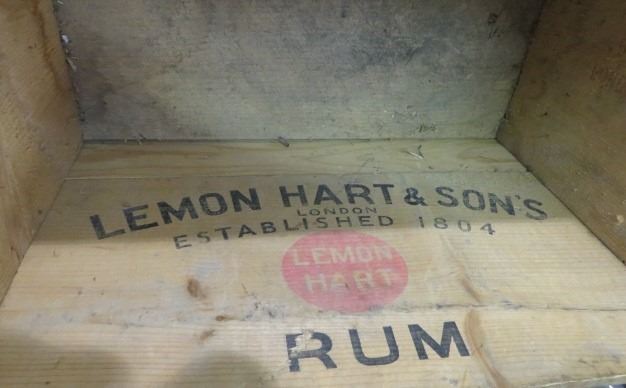 LEMON HART & SON'S
LONDON
ESTABLISHED 1804
LEMON
HART
RUM